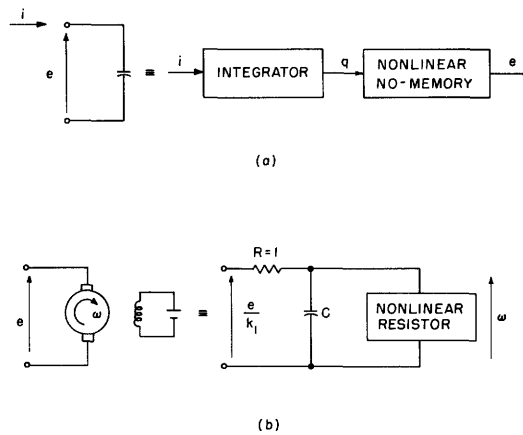 i
e
≡
i
INTEGRATOR
q
NONLINEAR
NO-MEMORY
e
(a)
e
ω
≡
R=1
e
k₁
C
NONLINEAR
RESISTOR
ω
(b)